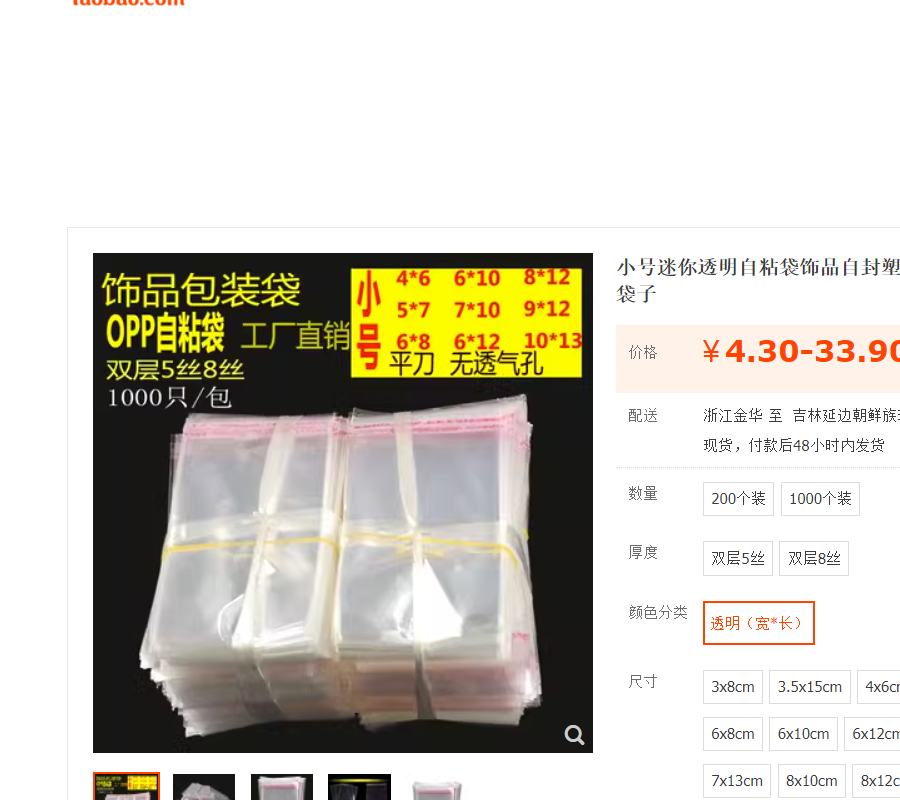 taobao.com
饰品包装袋
OPP自粘袋 工厂直销
双层5丝8丝
1000只/包
小号
4*6 6*10 8*12
5*7 7*10 9*12
6*8 6*12 10*13
平刀 无透气孔
小号迷你透明自粘袋饰品自封塑
袋子
价格 ¥4.30-33.90
配送 浙江金华 至 吉林延边朝鲜族
现货，付款后48小时内发货
数量 200个装 1000个装
厚度 双层5丝 双层8丝
颜色分类 透明（宽*长）
尺寸 3x8cm 3.5x15cm 4x6c
6x8cm 6x10cm 6x12cm
7x13cm 8x10cm 8x12c